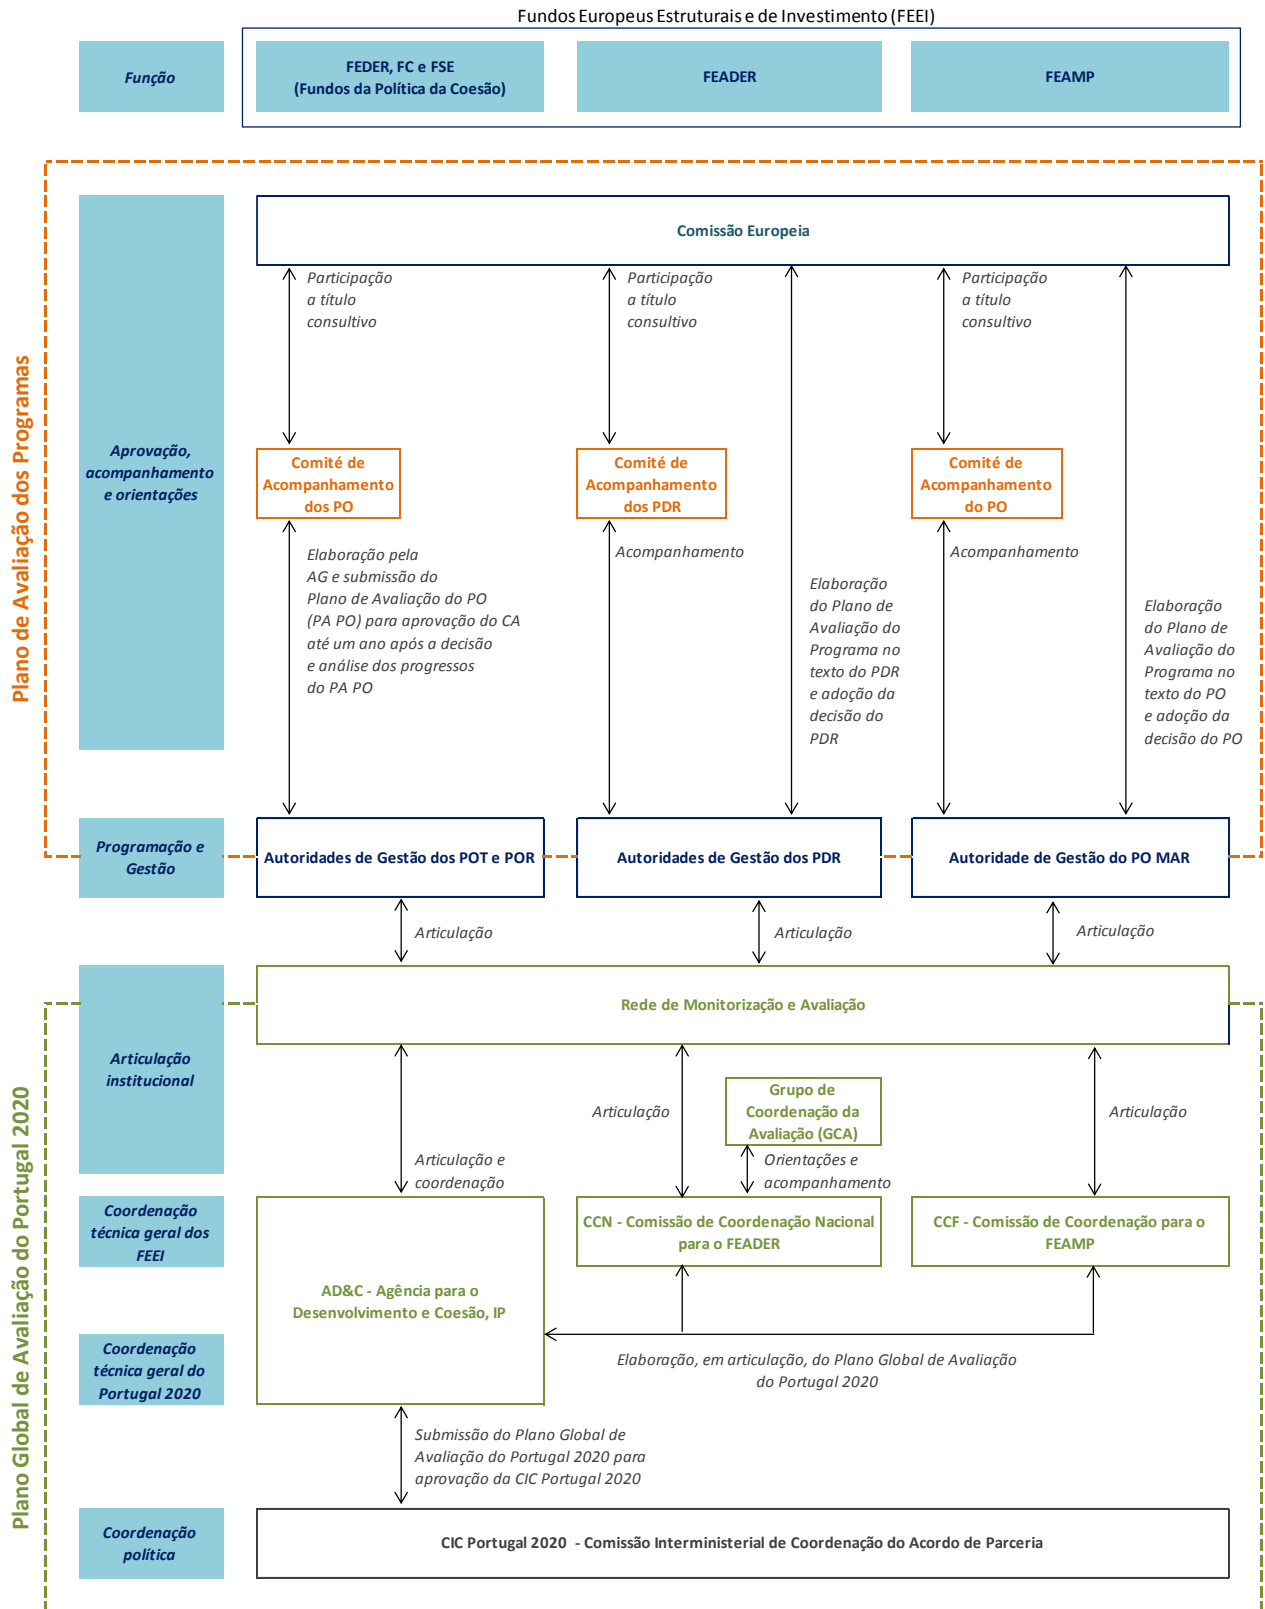 Fundos Europeus Estruturais e de Investimento (FEEI)
Função
FEDER, FC e FSE
(Fundos da Política da Coesão)
FEADER
FEAMP
Plano de Avaliação dos Programas
Aprovação,
acompanhamento
e orientações
Comissão Europeia
Participação
a título
consultivo
Participação
a título
consultivo
Participação
a título
consultivo
Comité de
Acompanhamento
dos PO
Comité de
Acompanhamento
dos PDR
Comité de
Acompanhamento
do PO
Elaboração pela
AG e submissão do
Plano de Avaliação do PO
(PA PO) para aprovação do CA
até um ano após a decisão
e análise dos progressos
do PA PO
Acompanhamento
Elaboração
do Plano de
Avaliação do
Programa no
texto do PDR
e adoção da
decisão do
PDR
Acompanhamento
Elaboração
do Plano de
Avaliação do
Programa no
texto do PO
e adoção da
decisão do PO
Programação e
Gestão
Autoridades de Gestão dos POT e POR
Autoridades de Gestão dos PDR
Autoridade de Gestão do PO MAR
Articulação
Articulação
Articulação
Plano Global de Avaliação do Portugal 2020
Articulação
institucional
Rede de Monitorização e Avaliação
Articulação e
coordenação
Articulação
Grupo de
Coordenação da
Avaliação (GCA)
Orientações e
acompanhamento
Articulação
Coordenação
técnica geral dos
FEEI
AD&C - Agência para o
Desenvolvimento e Coesão, IP
CCN - Comissão de Coordenação Nacional
para o FEADER
CCF - Comissão de Coordenação para o
FEAMP
Coordenação
técnica geral do
Portugal 2020
Elaboração, em articulação, do Plano Global de Avaliação
do Portugal 2020
Submissão do Plano Global de
Avaliação do Portugal 2020 para
aprovação da CIC Portugal 2020
Coordenação
política
CIC Portugal 2020 - Comissão Interministerial de Coordenação do Acordo de Parceria